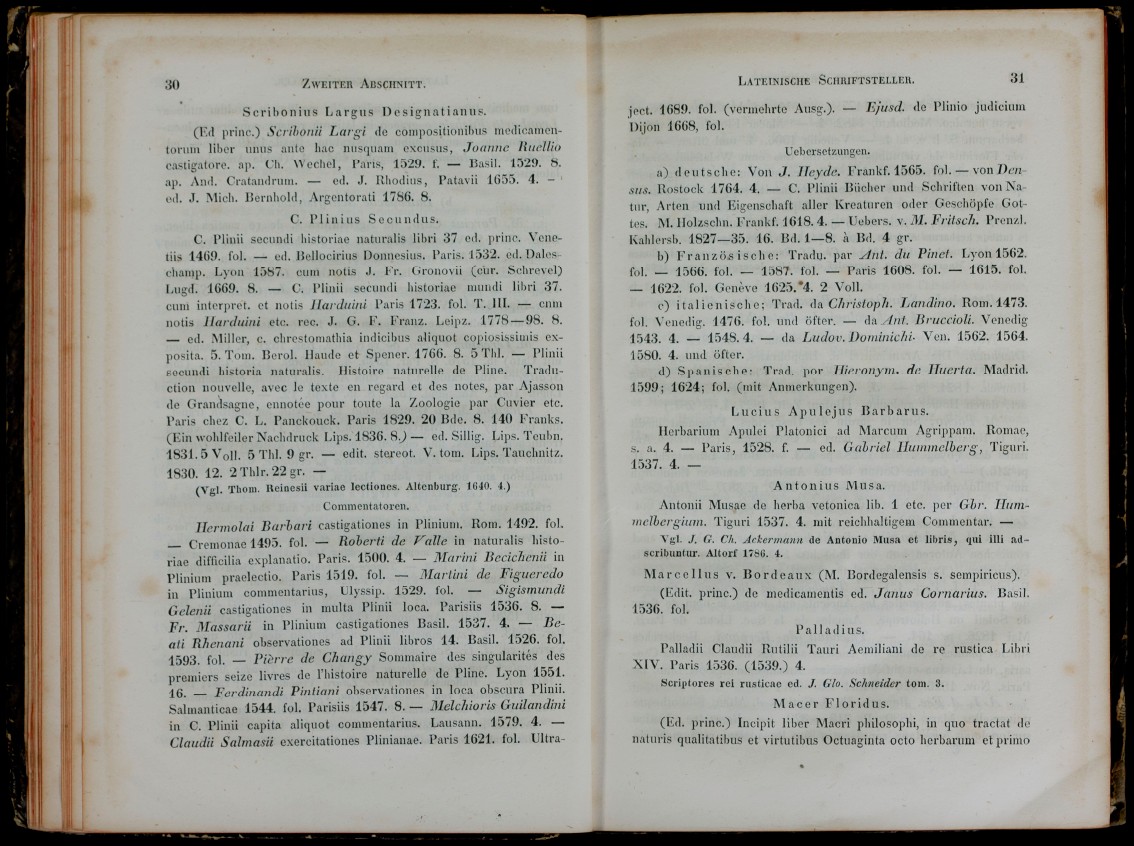 30
ZWEITER ABSCHNITT.
Scribonius Largus Designatianus.
(Ed princ.) Scribonii Largi de compositionibus medicamen-
torum liber unus ante hac nusquam excusus, Joanne Ruellio
castigatore. ap. Ch. Wechel, Paris, 1529. f. — Basil. 1529. 8.
ap. And. Cratandrum. — ed. J. Rhodius, Patavii 1655. 4. -
ed. J. Mich. Bernhold, Argentorati 1786. 8.
C. Plinius Secundus.
C. Plinii secundi historiae naturalis libri 37 ed. princ. Vene-
tiis 1469. fol. — ed. Bellocirius Donnesius. Paris. 1532. ed. Dales-
champ. Lyon 1587. cum notis J. Fr. Gronovii (cur. Schrevel)
Lugd. 1669. 8. — C. Plinii secundi historiae mundi libri 37.
cum interpret. et notis Harduini Paris 1723. fol. T. III. — cum
notis Harduini etc. rec. J. G. F. Franz. Leipz. 1778—98. 8.
— ed. Miller, c. chrestomathia indicibus aliquot copiosissimis ex-
posita. 5. Tom. Berol. Haude et Spener. 1766. 8. 5 Thl. — Plinii
secundi historia naturalis. Histoire naturelle de Pline. Tradu-
ction nouvelle, avec le texte en regard et des notes, par Ajasson
de Grandsagne, ennotée pour toute la Zoologie par Cuvier etc.
Paris chez C. L. Panckouck. Paris 1829. 20 Bde. 8. 140 Franks.
(Ein wohlfeiler Nachdruck Lips. 1836. 8.) — ed. Sillig. Lips. Teubn.
1831. 5 Voll. 5 Thl. 9 gr. — edit. stereot. V. tom. Lips. Tauchnitz.
1830. 12. 2 Thlr. 22 gr. —
(Vgl. Thom. Reinesii variae lectiones. Altenburg. 1640. 4.)
Commentatoren.
Hermolai Barbari castigationes in Plinium. Rom. 1492. fol.
— Cremonae 1495. fol. — Roberti de Valle in naturalis histo-
riae difficilia explanatio. Paris. 1500. 4. — Marini Becichenii in
Plinium praelectio. Paris 1519. fol. — Martini de Figueredo
in Plinium commentarius, Ulyssip. 1529. fol. — Sigismundi
Gelenii castigationes in multa Plinii loca. Parisiis 1536. 8. —
Fr. Massarii in Plinium castigationes Basil. 1537. 4. — Be-
ati Rhenani observationes ad Plinii libros 14. Basil. 1526. fol.
1593. fol. — Pièrre de Changy Sommaire des singularités des
premiers seize livres de l'histoire naturelle de Pline. Lyon 1551.
16. — Ferdinandi Pintiani observationes in loca obscura Plinii.
Salmanticae 1544. fol. Parisiis 1547. 8. — Melchioris Guilandini
in C. Plinii capita aliquot commentarius. Lausann. 1579. 4. —
Claudii Salmasii exercitationes Plinianae. Paris 1621. fol. Ultra-
LATEINISCHE SCHRIFTSTELLER.
31
ject. 1689. fol. (vermehrte Ausg.). — Ejusd. de Plinio judicium
Dijon 1668, fol.
Uebersetzungen.
a) deutsche: Von J. Heyde. Frankf. 1565. fol. — von Den-
sus. Rostock 1764. 4. — C. Plinii Bücher und Schriften von Na-
tur, Arten und Eigenschaft aller Kreaturen oder Geschöpfe Got-
tes. M. Holzschn. Frankf. 1618. 4. — Uebers. v. M. Fritsch. Prenzl.
Kahlersb. 1827—35. 16. Bd. 1—8. à Bd. 4 gr.
b) Französische: Tradu. par Ant. du Pinet. Lyon 1562.
fol. — 1566. fol. — 1587. fol. — Paris 1608. fol. — 1615. fol.
— 1622. fol. Genève 1625. 4. 2 Voll.
c) italienische: Trad. da Christoph. Landino. Rom. 1473.
fol. Venedig. 1476. fol. und öfter. — da Ant. Bruccioli. Venedig
1543. 4. — 1548. 4. — da Ludov. Dominichi. Ven. 1562. 1564.
1580. 4. und öfter.
d) Spanische: Trad. por Hieronym. de Huerta. Madrid.
1599; 1624; fol. (mit Anmerkungen).
Lucius Apulejus Barbarus.
Herbarium Apulei Platonici ad Marcum Agrippam. Romae,
s. a. 4. — Paris, 1528. f. — ed. Gabriel Hummelberg, Tiguri.
1537. 4. —
Antonius Musa.
Antonii Musae de herba vetonica lib. 1 etc. per Gbr. Hum-
melbergium. Tiguri 1537. 4. mit reichhaltigem Commentar. —
Vgl. J. G. Ch. Ackermann de Antonio Musa et libris, qui illi ad-
scribuntur. Altorf 1786. 4.
Marcellus v. Bordeaux (M. Bordegalensis s. sempiricus).
(Edit. princ.) de medicamentis ed. Janus Cornarius. Basil.
1536. fol.
Palladius.
Palladii Claudii Rutilii Tauri Aemiliani de re rustica Libri
XIV. Paris 1536. (1539.) 4.
Scriptores rei rusticae ed. J. Glo. Schneider tom. 3.
Macer Floridus.
(Ed. princ.) Incipit liber Macri philosophi, in quo tractat de
naturis qualitatibus et virtutibus Octuaginta octo herbarum et primo